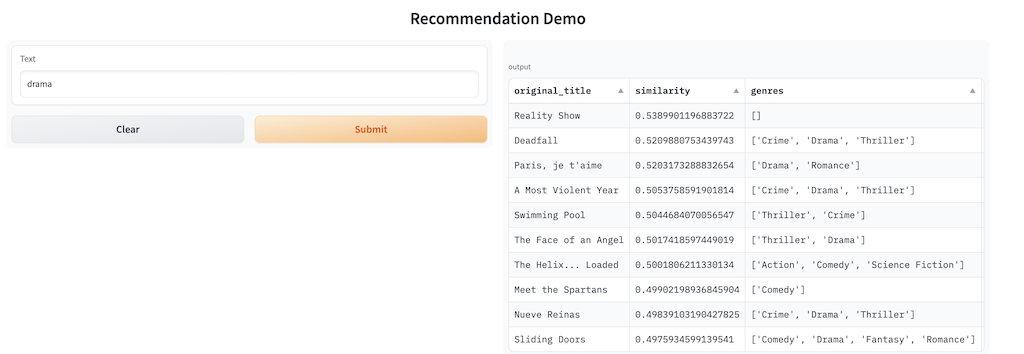 Recommendation Demo
Text
drama
Clear
Submit
output
original_title similarity genres
Reality Show 0.5389901196883722 []
Deadfall 0.5209880753439743 ['Crime', 'Drama', 'Thriller']
Paris, je t'aime 0.5203173288832654 ['Drama', 'Romance']
A Most Violent Year 0.5053758591901814 ['Crime', 'Drama', 'Thriller']
Swimming Pool 0.5044684070056547 ['Thriller', 'Crime']
The Face of an Angel 0.5017418597449019 ['Thriller', 'Drama']
The Helix... Loaded 0.5001806211330134 ['Action', 'Comedy', 'Science Fiction']
Meet the Spartans 0.49902198936845904 ['Comedy']
Nueve Reinas 0.49839103190427825 ['Crime', 'Drama', 'Thriller']
Sliding Doors 0.4975934599139541 ['Comedy', 'Drama', 'Fantasy', 'Romance']